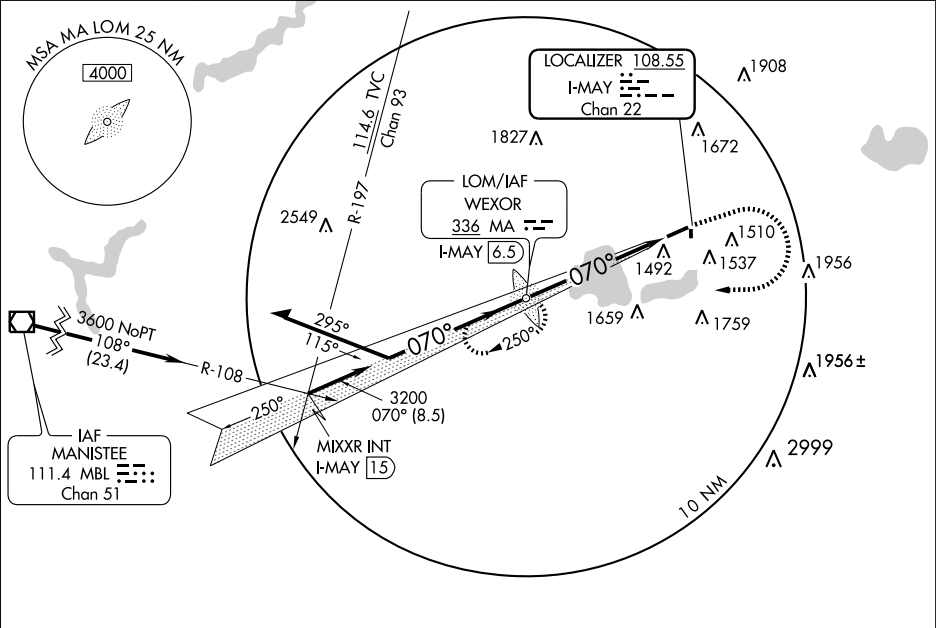 MSA MA LOM 25 NM
4000
114.6 TVC
Chan 93
R-197
LOCALIZER 108.55
I-MAY
Chan 22
1908
1827
1672
2549
LOM/IAF
WEXOR
336 MA
I-MAY 6.5
1510
1492
1537
1956
070°
1659
1759
3600 NoPT
108°
(23.4)
R-108
295°
115°
070°
250°
1956±
250°
3200
070° (8.5)
MIXXR INT
I-MAY 15
IAF
MANISTEE
111.4 MBL
Chan 51
2999
10 NM